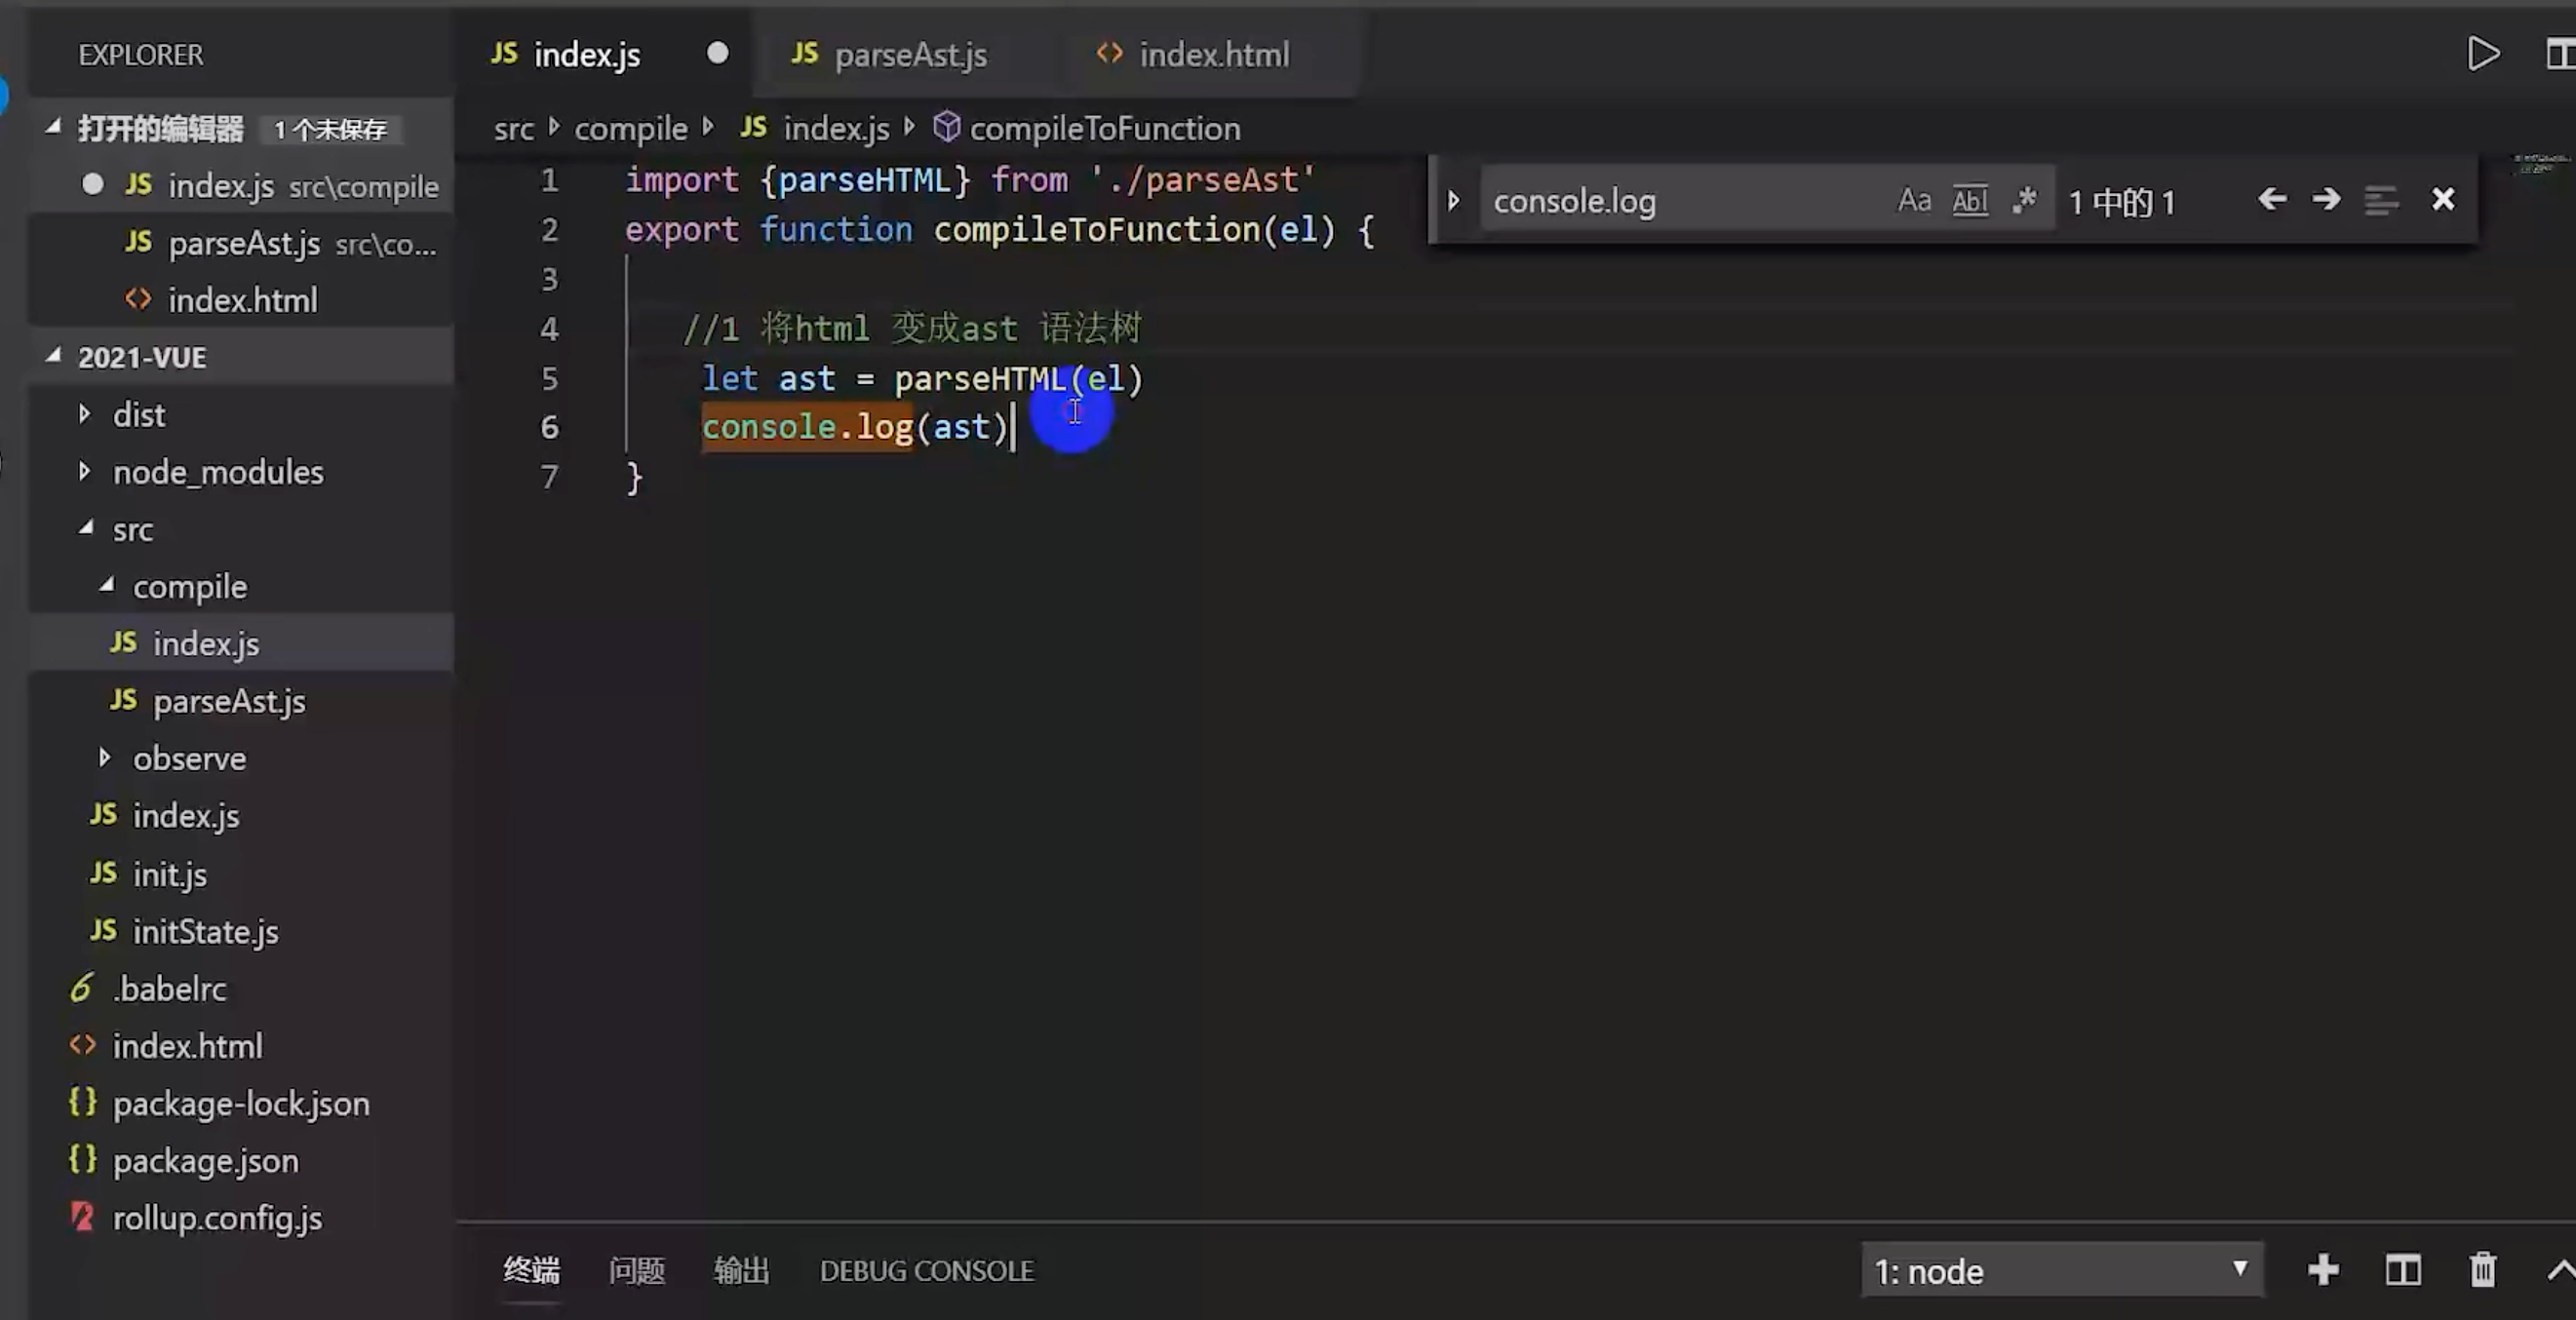 EXPLORER
打开的编辑器 1 个未保存
JS index.js src\compile
JS parseAst.js src\co...
<> index.html
2021-VUE
dist
node_modules
src
compile
JS index.js
JS parseAst.js
observe
JS index.js
JS init.js
JS initState.js
.babelrc
<> index.html
{} package-lock.json
{} package.json
rollup.config.js
JS index.js JS parseAst.js <> index.html
src compile JS index.js compileToFunction
console.log Aa Abl .* 1 中的 1
1 import {parseHTML} from './parseAst'
2 export function compileToFunction(el) {
3
4 //1 将html 变成ast 语法树
5 let ast = parseHTML(el)
6 console.log(ast)
7 }
终端 问题 输出 DEBUG CONSOLE 1: node